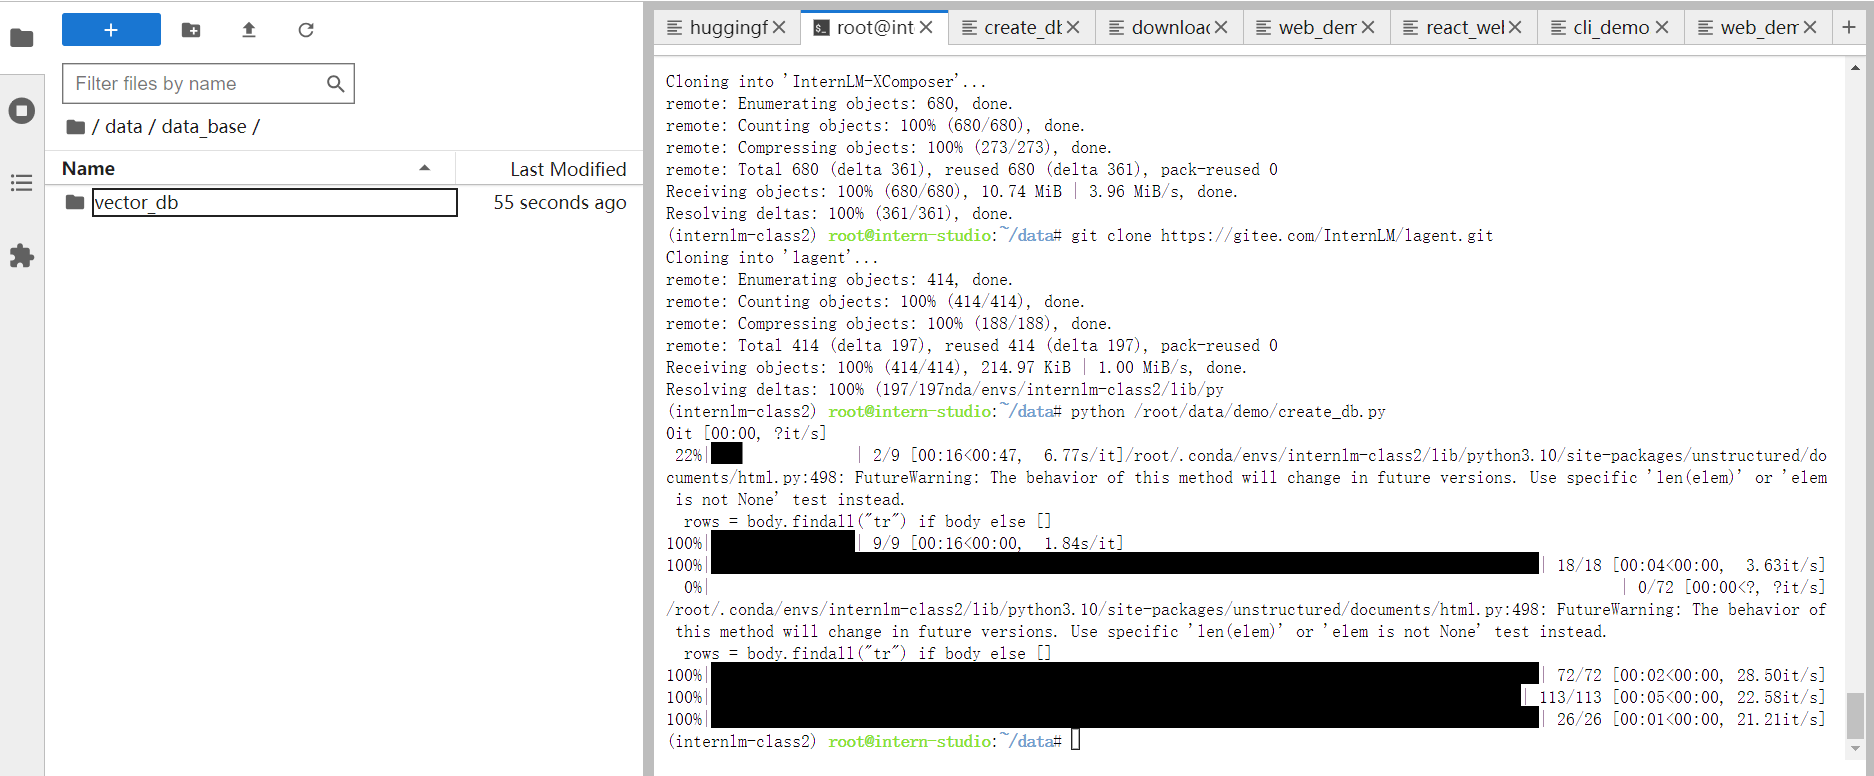 +
Filter files by name
/ data / data_base /
Name Last Modified
vector_db 55 seconds ago
huggingf root@int create_db download web_dem react_wel cli_demo web_dem +
Cloning into 'InternLM-XComposer'...
remote: Enumerating objects: 680, done.
remote: Counting objects: 100% (680/680), done.
remote: Compressing objects: 100% (273/273), done.
remote: Total 680 (delta 361), reused 680 (delta 361), pack-reused 0
Receiving objects: 100% (680/680), 10.74 MiB | 3.96 MiB/s, done.
Resolving deltas: 100% (361/361), done.
(internlm-class2) root@intern-studio:~/data# git clone https://gitee.com/InternLM/lagent.git
Cloning into 'lagent'...
remote: Enumerating objects: 414, done.
remote: Counting objects: 100% (414/414), done.
remote: Compressing objects: 100% (188/188), done.
remote: Total 414 (delta 197), reused 414 (delta 197), pack-reused 0
Receiving objects: 100% (414/414), 214.97 KiB | 1.00 MiB/s, done.
Resolving deltas: 100% (197/197nda/envs/internlm-class2/lib/py
(internlm-class2) root@intern-studio:~/data# python /root/data/demo/create_db.py
0it [00:00, ?it/s]
22%| | 2/9 [00:16<00:47, 6.77s/it]/root/.conda/envs/internlm-class2/lib/python3.10/site-packages/unstructured/do
cuments/html.py:498: FutureWarning: The behavior of this method will change in future versions. Use specific 'len(elem)' or 'elem
is not None' test instead.
rows = body.findall("tr") if body else []
100%| | 9/9 [00:16<00:00, 1.84s/it]
100%| | 18/18 [00:04<00:00, 3.63it/s]
0%| | 0/72 [00:00<?, ?it/s]
/root/.conda/envs/internlm-class2/lib/python3.10/site-packages/unstructured/documents/html.py:498: FutureWarning: The behavior of
this method will change in future versions. Use specific 'len(elem)' or 'elem is not None' test instead.
rows = body.findall("tr") if body else []
100%| | 72/72 [00:02<00:00, 28.50it/s]
100%| | 113/113 [00:05<00:00, 22.58it/s]
100%| | 26/26 [00:01<00:00, 21.21it/s]
(internlm-class2) root@intern-studio:~/data#